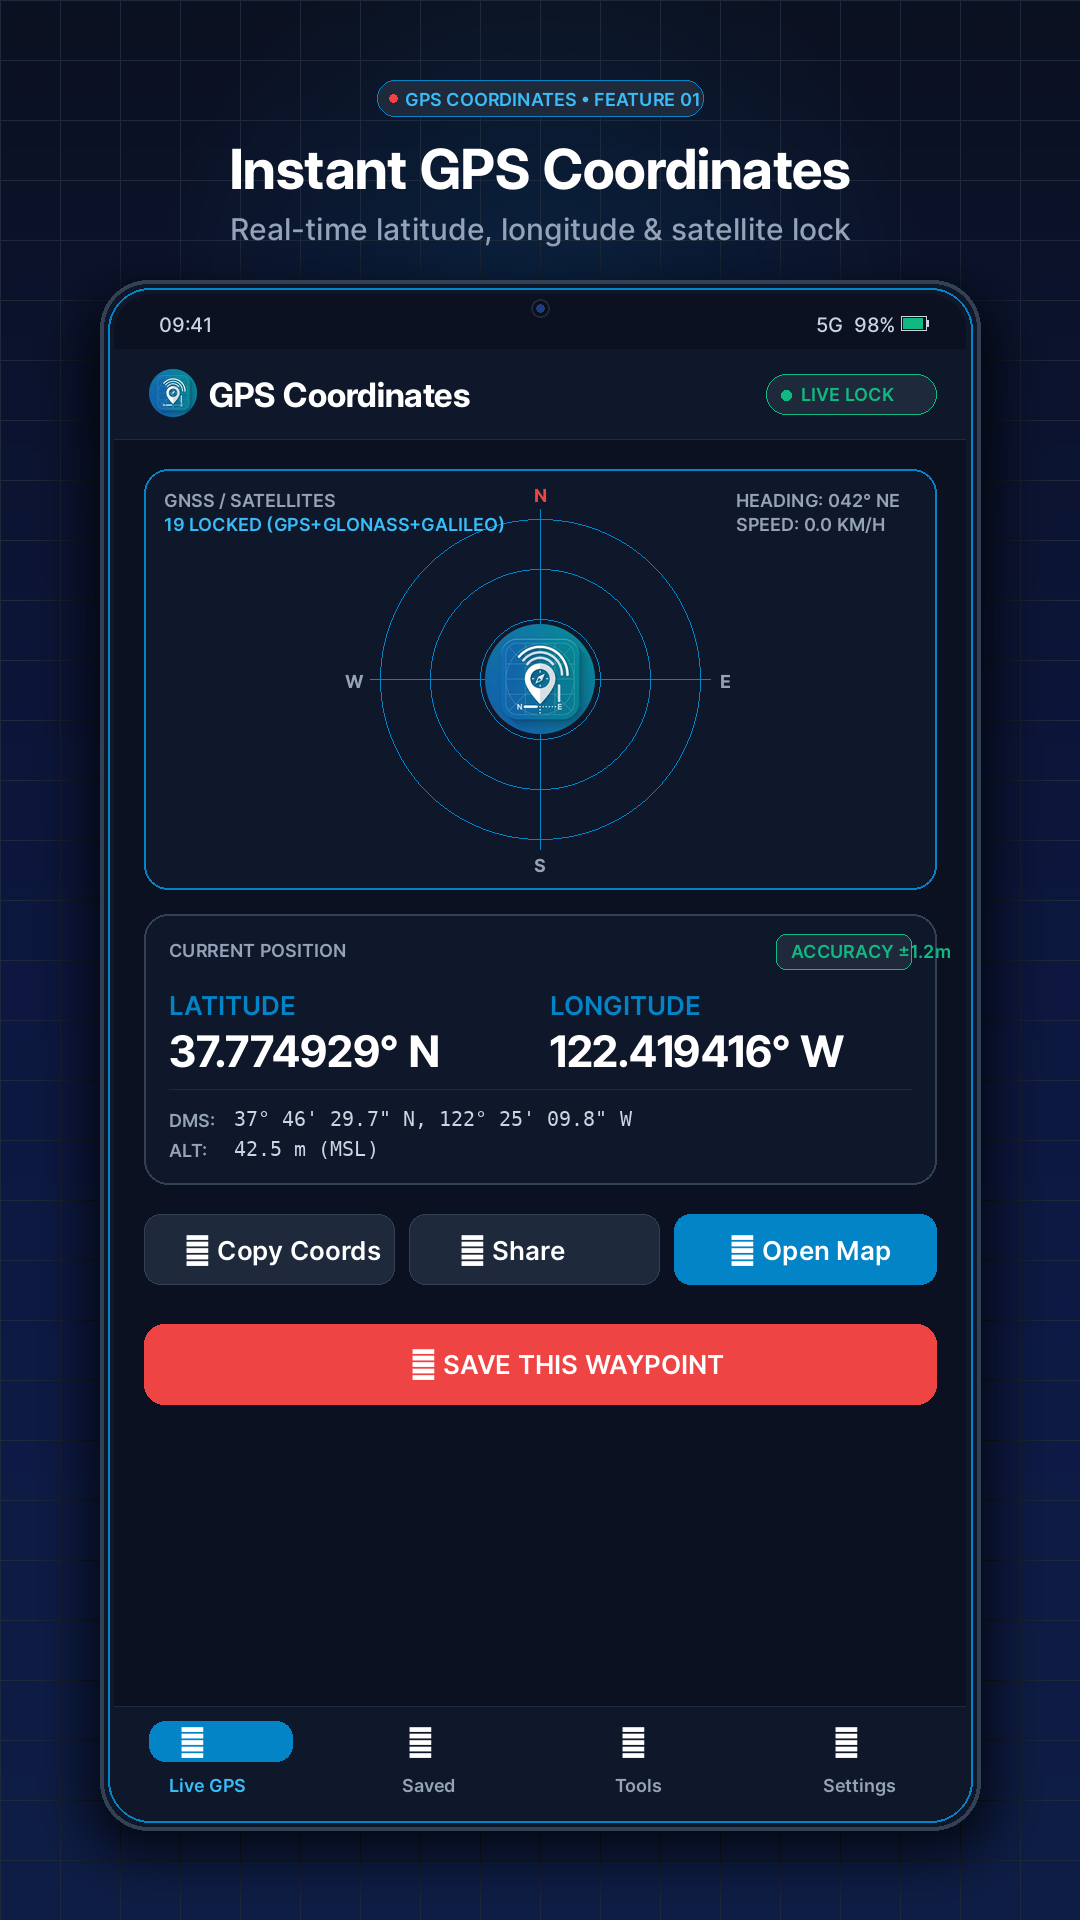 GPS COORDINATES • FEATURE 01
Instant GPS Coordinates
Real-time latitude, longitude & satellite lock
09:41
5G 98%
GPS Coordinates
LIVE LOCK
GNSS / SATELLITES
19 LOCKED (GPS+GLONASS+GALILEO)
N
HEADING: 042° NE
SPEED: 0.0 KM/H
W
E
N
E
S
CURRENT POSITION
ACCURACY ±1.2m
LATITUDE
LONGITUDE
37.774929° N
122.419416° W
DMS: 37° 46' 29.7" N, 122° 25' 09.8" W
ALT: 42.5 m (MSL)
Copy Coords
Share
Open Map
SAVE THIS WAYPOINT
Live GPS
Saved
Tools
Settings